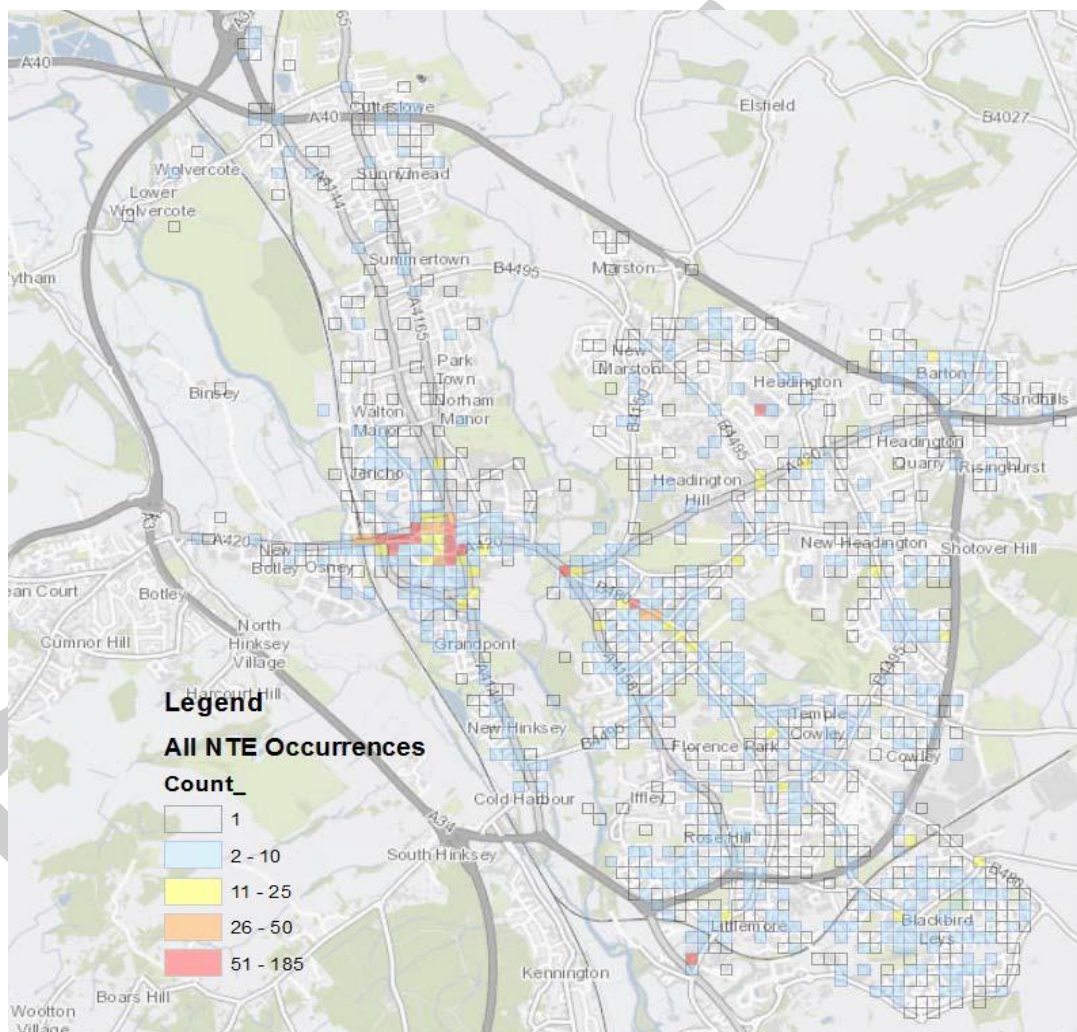 A40
A40
Cutteslowe
Elsfield
B4027
Wolvercote
Sunnymead
Lower
Wolvercote
A4144
Summertown
B4495
Marston
A4165
Park
Town
New
Marston
Headington
Barton
Sandhills
Binsey
Norham
Manor
Walton
Manor
B4495
A420
Headington
Quarry
Risinghurst
Jericho
Headington
Hill
A420
New
Botley
Osney
New Headington
Shotover Hill
Botley
Cumnor Hill
North
Hinksey
Village
Grandpont
A4158
B4495
Harcourt Hill
A4144
New Hinksey
Temple
Cowley
Florence Park
Cowley
Legend
All NTE Occurrences
Count_
1
2 - 10
11 - 25
26 - 50
51 - 185
Cold Harbour
Iffley
A34
South Hinksey
Rose Hill
B480
Littlemore
Blackbird
Leys
Kennington
Boars Hill
Wootton
Village